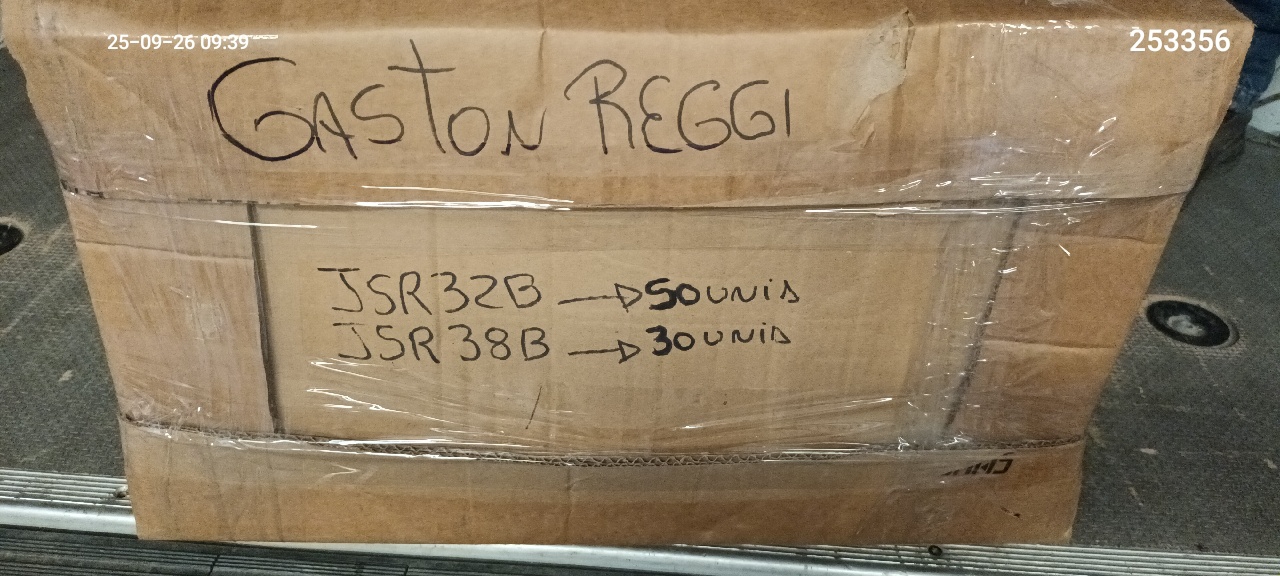 25-09-26 09:39
253356
GASTON REGGI
JSR32B → 50 UNID
JSR38B → 30 UNID